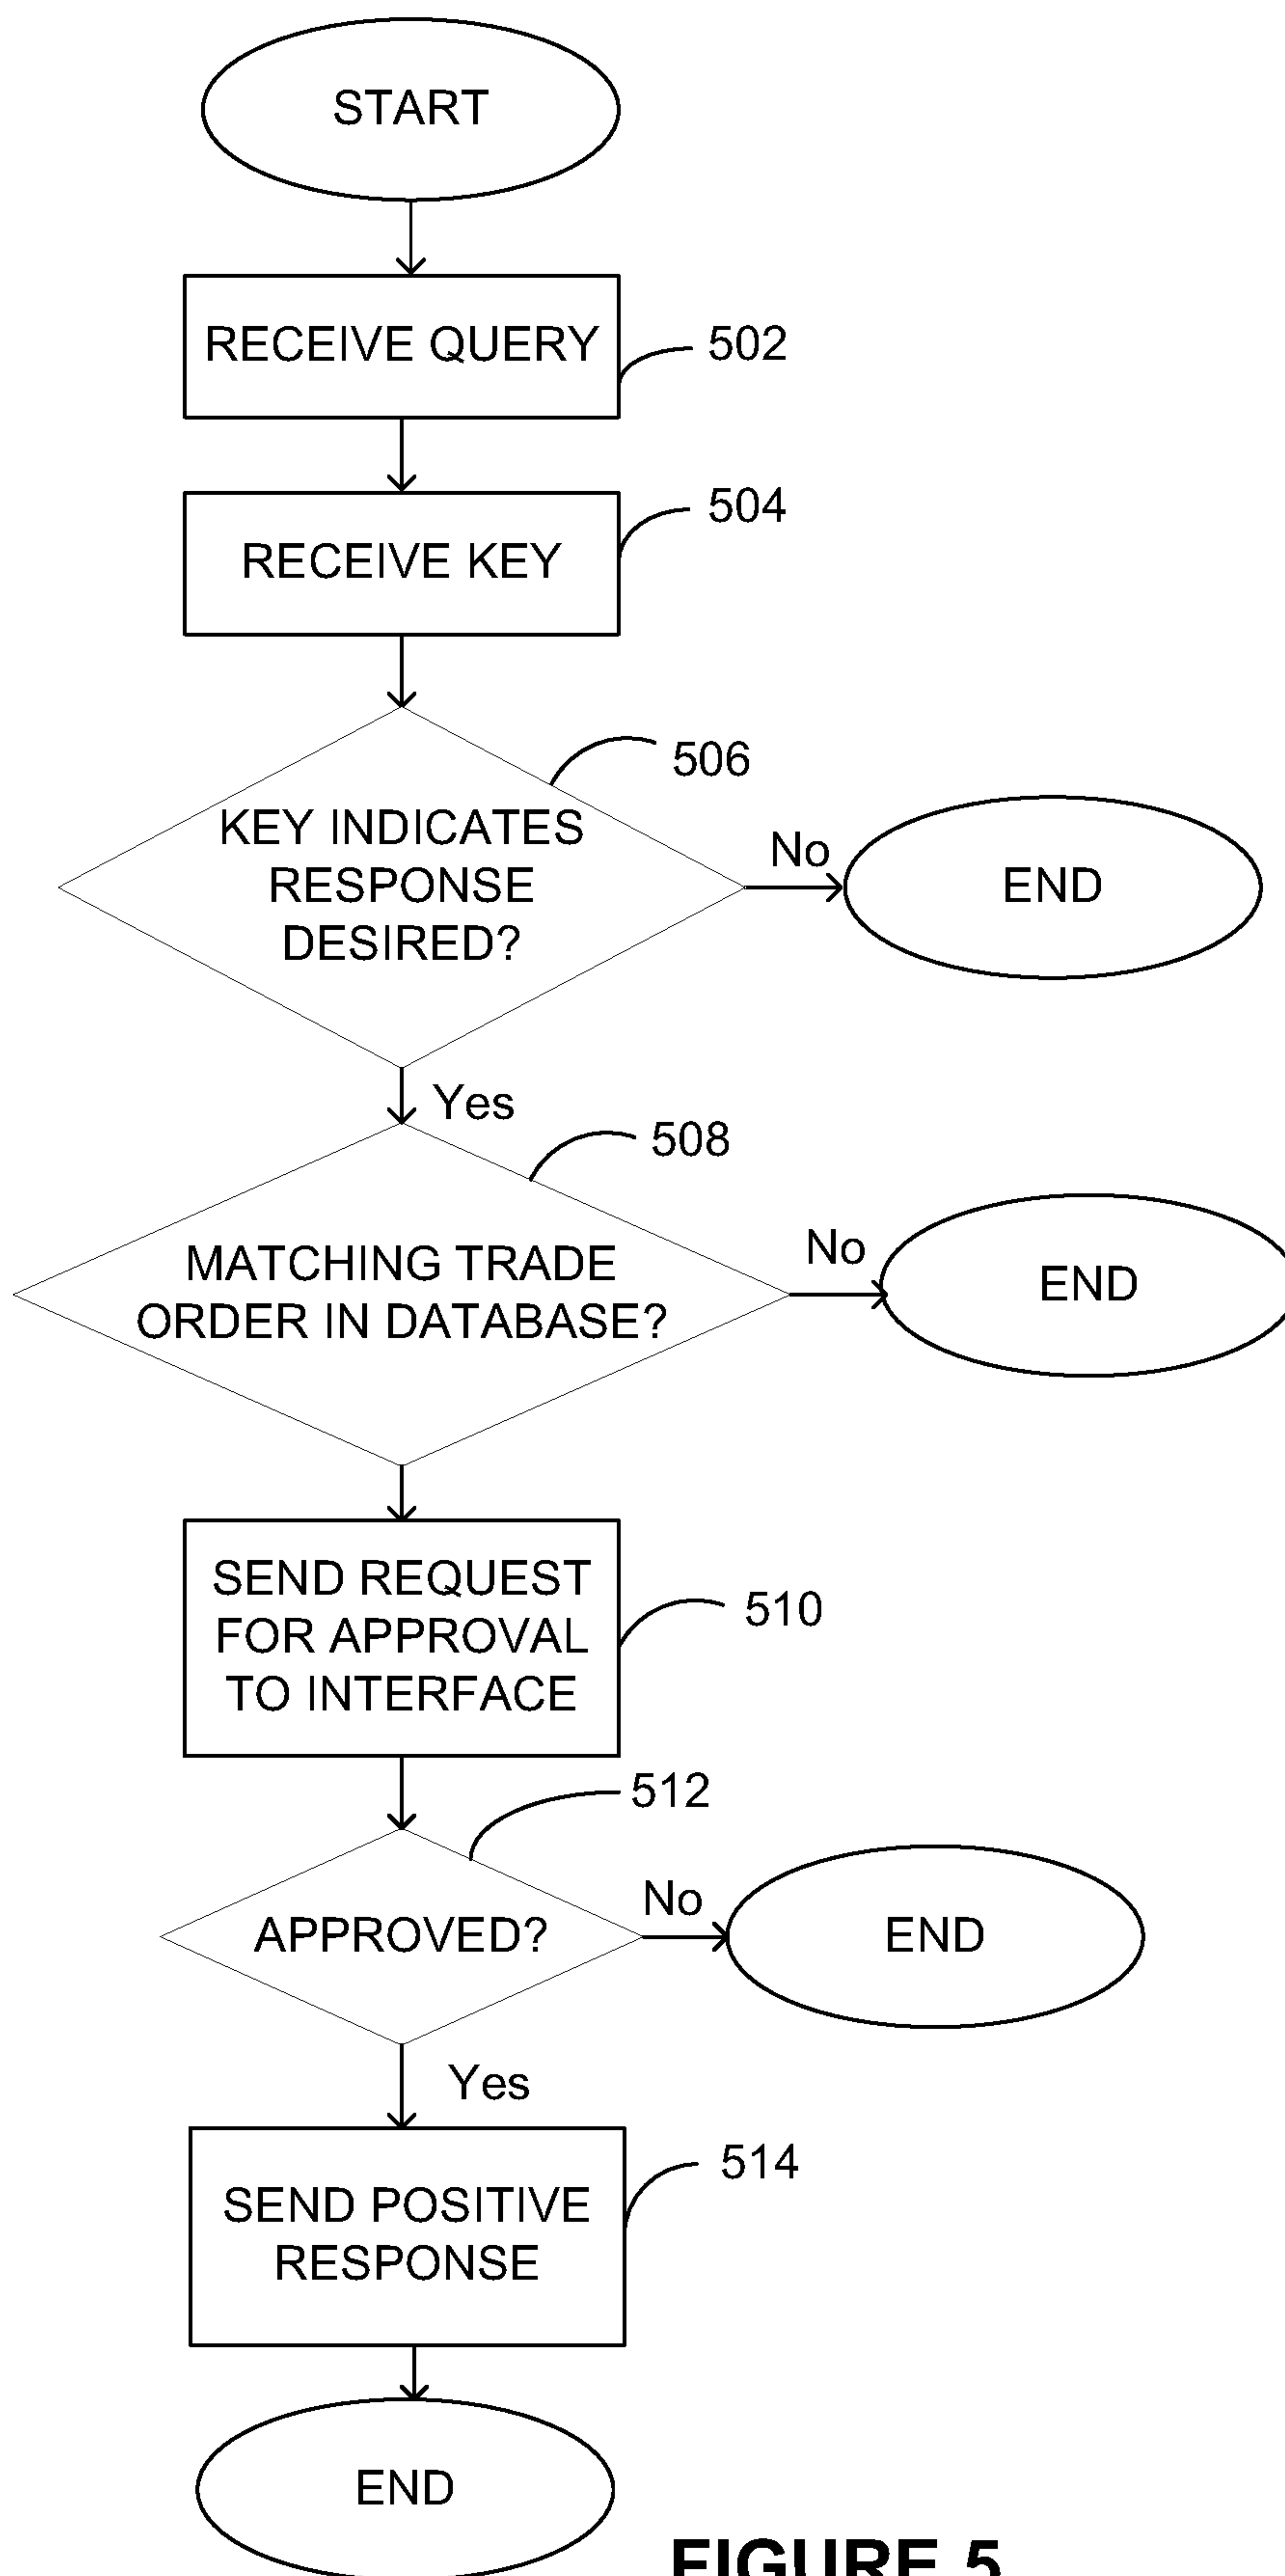 START
RECEIVE QUERY
502
RECEIVE KEY
504
506
KEY INDICATES
RESPONSE
DESIRED?
No
END
Yes
508
MATCHING TRADE
ORDER IN DATABASE?
No
END
SEND REQUEST
FOR APPROVAL
TO INTERFACE
510
512
APPROVED?
No
END
Yes
SEND POSITIVE
RESPONSE
514
END
FIGURE 5